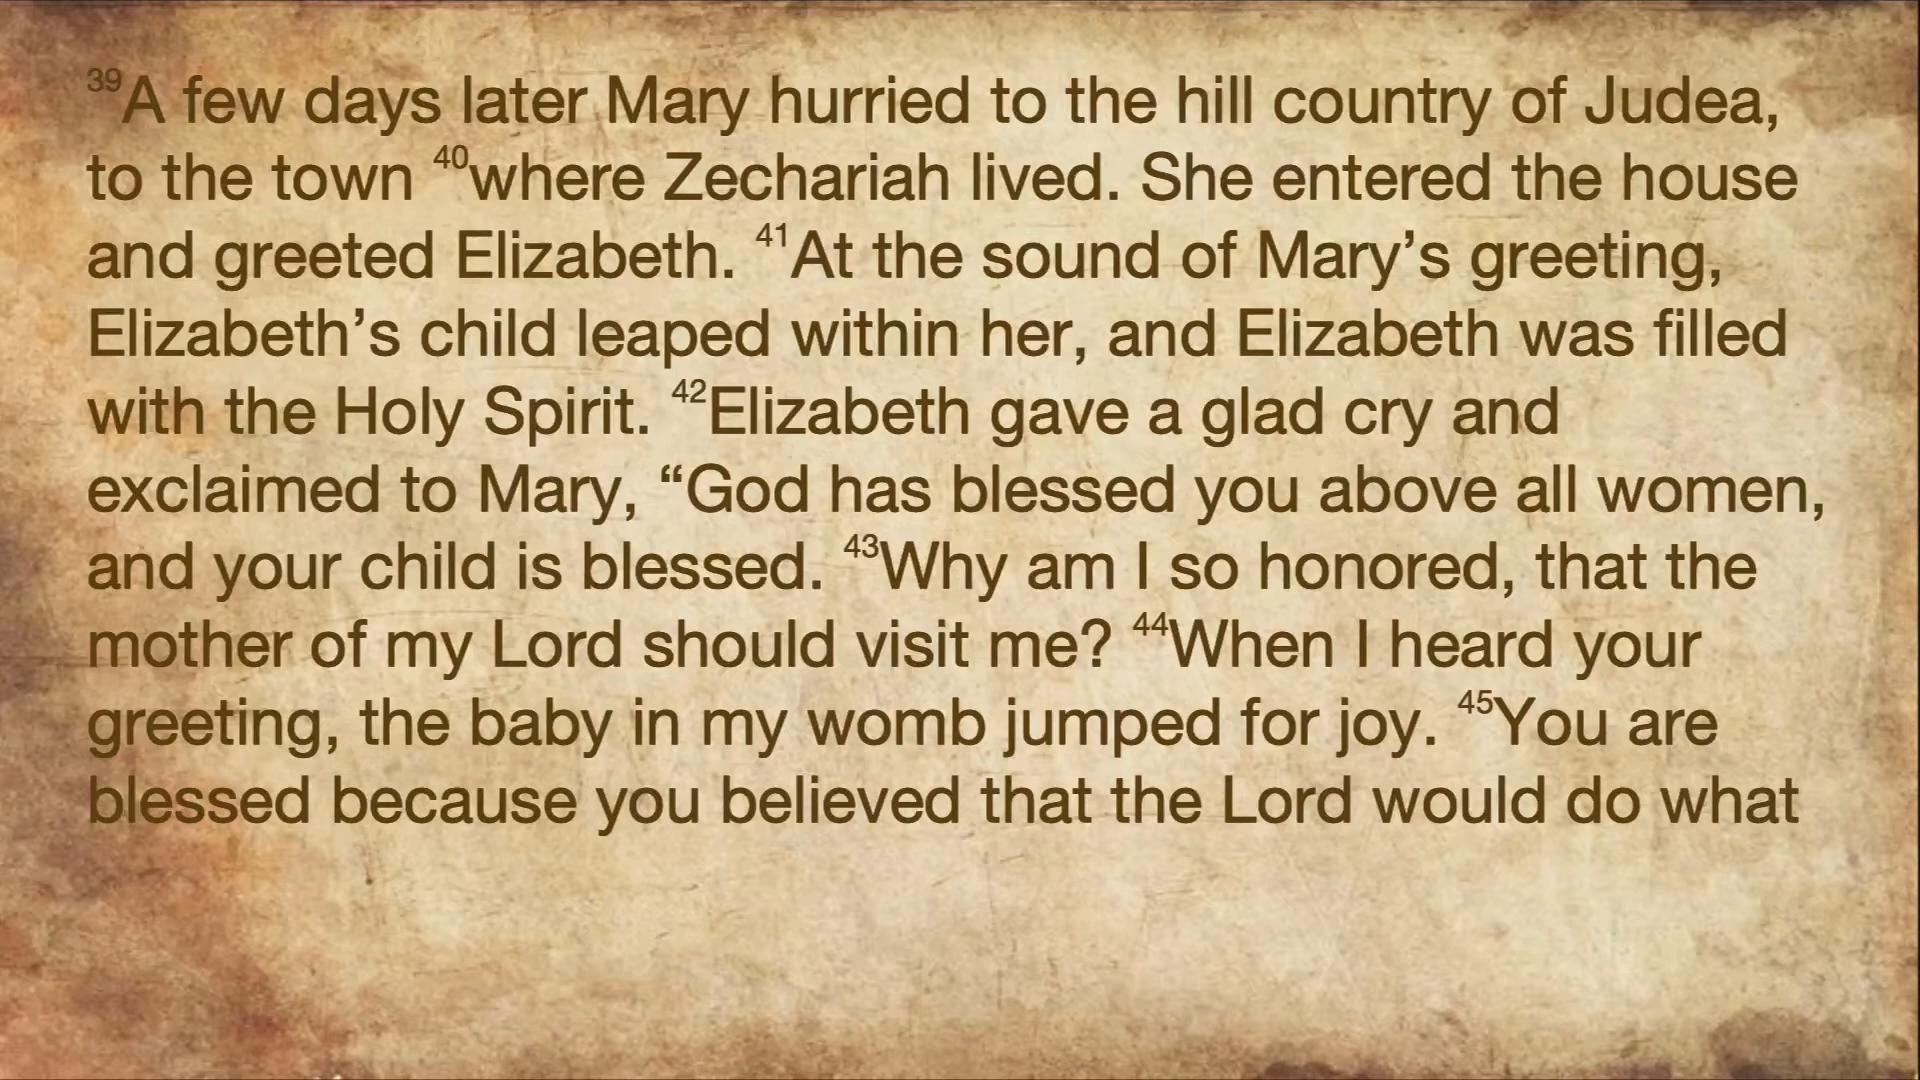 ³⁹A few days later Mary hurried to the hill country of Judea,
to the town ⁴⁰where Zechariah lived. She entered the house
and greeted Elizabeth. ⁴¹At the sound of Mary’s greeting,
Elizabeth’s child leaped within her, and Elizabeth was filled
with the Holy Spirit. ⁴²Elizabeth gave a glad cry and
exclaimed to Mary, “God has blessed you above all women,
and your child is blessed. ⁴³Why am I so honored, that the
mother of my Lord should visit me? ⁴⁴When I heard your
greeting, the baby in my womb jumped for joy. ⁴⁵You are
blessed because you believed that the Lord would do what